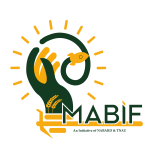 MABIF
An Initiative of NABARD & TNAU